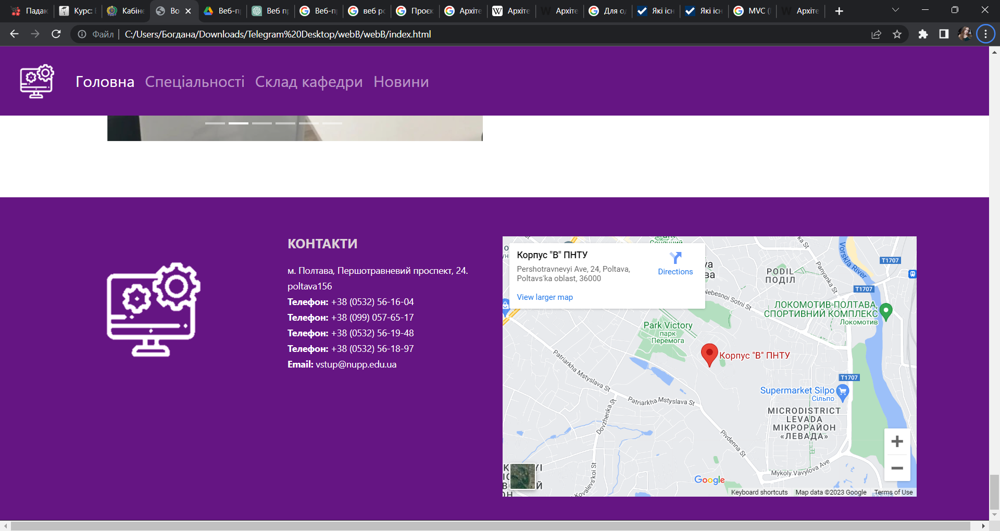 Падаю
Курс: 
Кабіне
Во
Веб-п
Веб п
Веб-п
веб ро
Проєк
Архіте
Архіте
Архіте
Для од
Які існ
Які існ
MVC (
Архіте
Файл
C:/Users/Богдана/Downloads/Telegram%20Desktop/webB/webB/index.html
Головна Спеціальності Склад кафедри Новини
КОНТАКТИ
м. Полтава, Першотравневий проспект, 24.
poltava156
Телефон: +38 (0532) 56-16-04
Телефон: +38 (099) 057-65-17
Телефон: +38 (0532) 56-19-48
Телефон: +38 (0532) 56-18-97
Email: vstup@nupp.edu.ua
Корпус "В" ПНТУ
Pershotravnevyi Ave, 24, Poltava,
Poltavs'ka oblast, 36000
Directions
View larger map
Vorskla River
T1707
PODIL
ПОДІЛ
Panyanka St
Nebesnoi Sotni St
T1707
ЛОКОМОТИВ-ПОЛТАВА,
СПОРТИВНИЙ КОМПЛЕКС
Локомотив
Park Victory
парк
Перемога
Корпус "В" ПНТУ
Patriarkha Mstyslava St
T1707
Supermarket Silpo
Сільпо
Patriarkha Mstyslava St
MICRODISTRICT
LEVADA
МІКРОРАЙОН
«ЛЕВАДА»
Dovzhenka St
Pivdenna St
Mykoly Vavylova Ave
Kovalevs'koi St
Google
Keyboard shortcuts
Map data ©2023 Google
Terms of Use